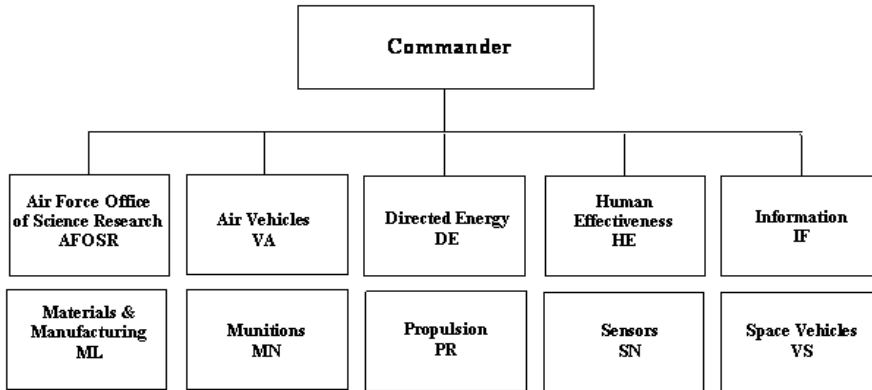 Commander
Air Force Office
of Science Research
AFOSR
Air Vehicles
VA
Directed Energy
DE
Human
Effectiveness
HE
Information
IF
Materials &
Manufacturing
ML
Munitions
MN
Propulsion
PR
Sensors
SN
Space Vehicles
VS